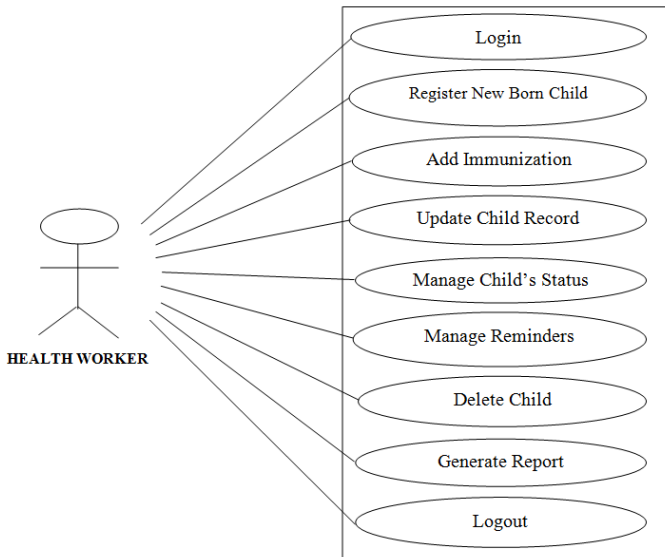 Login
Register New Born Child
Add Immunization
Update Child Record
Manage Child's Status
Manage Reminders
Delete Child
Generate Report
Logout
HEALTH WORKER